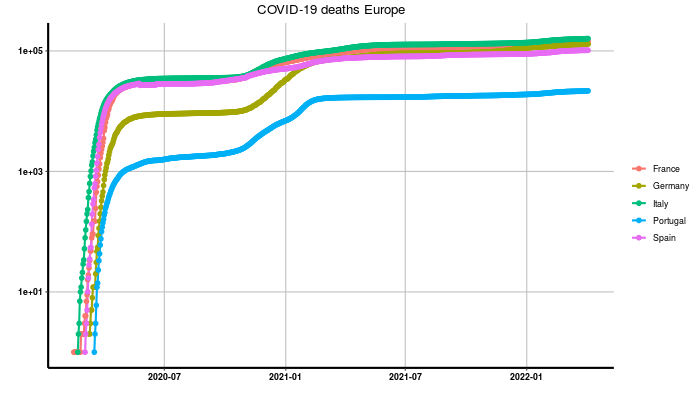 COVID-19 deaths Europe
1e+05
1e+03
1e+01
2020-07
2021-01
2021-07
2022-01
France
Germany
Italy
Portugal
Spain